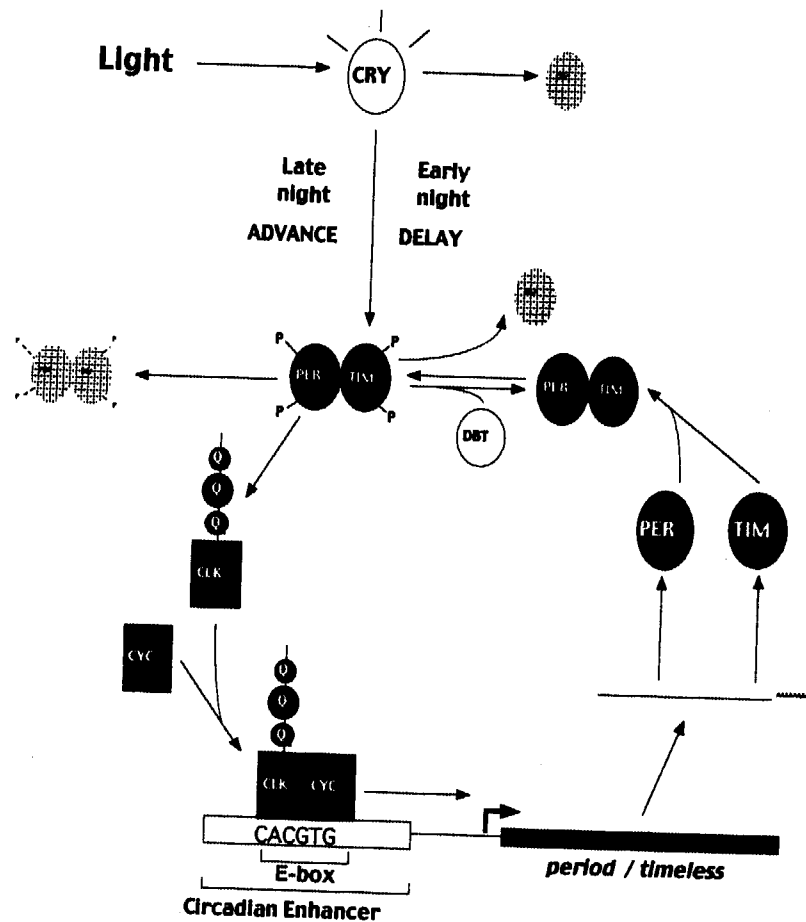 Light
CRY
Late
night
ADVANCE
Early
night
DELAY
P
P
PER
TIM
P
P
DBT
PER
TIM
P
P
P
P
PER
TIM
Q
Q
Q
CLK
CYC
Q
Q
Q
CLK
CYC
CACGTG
E-box
Circadian Enhancer
period / timeless